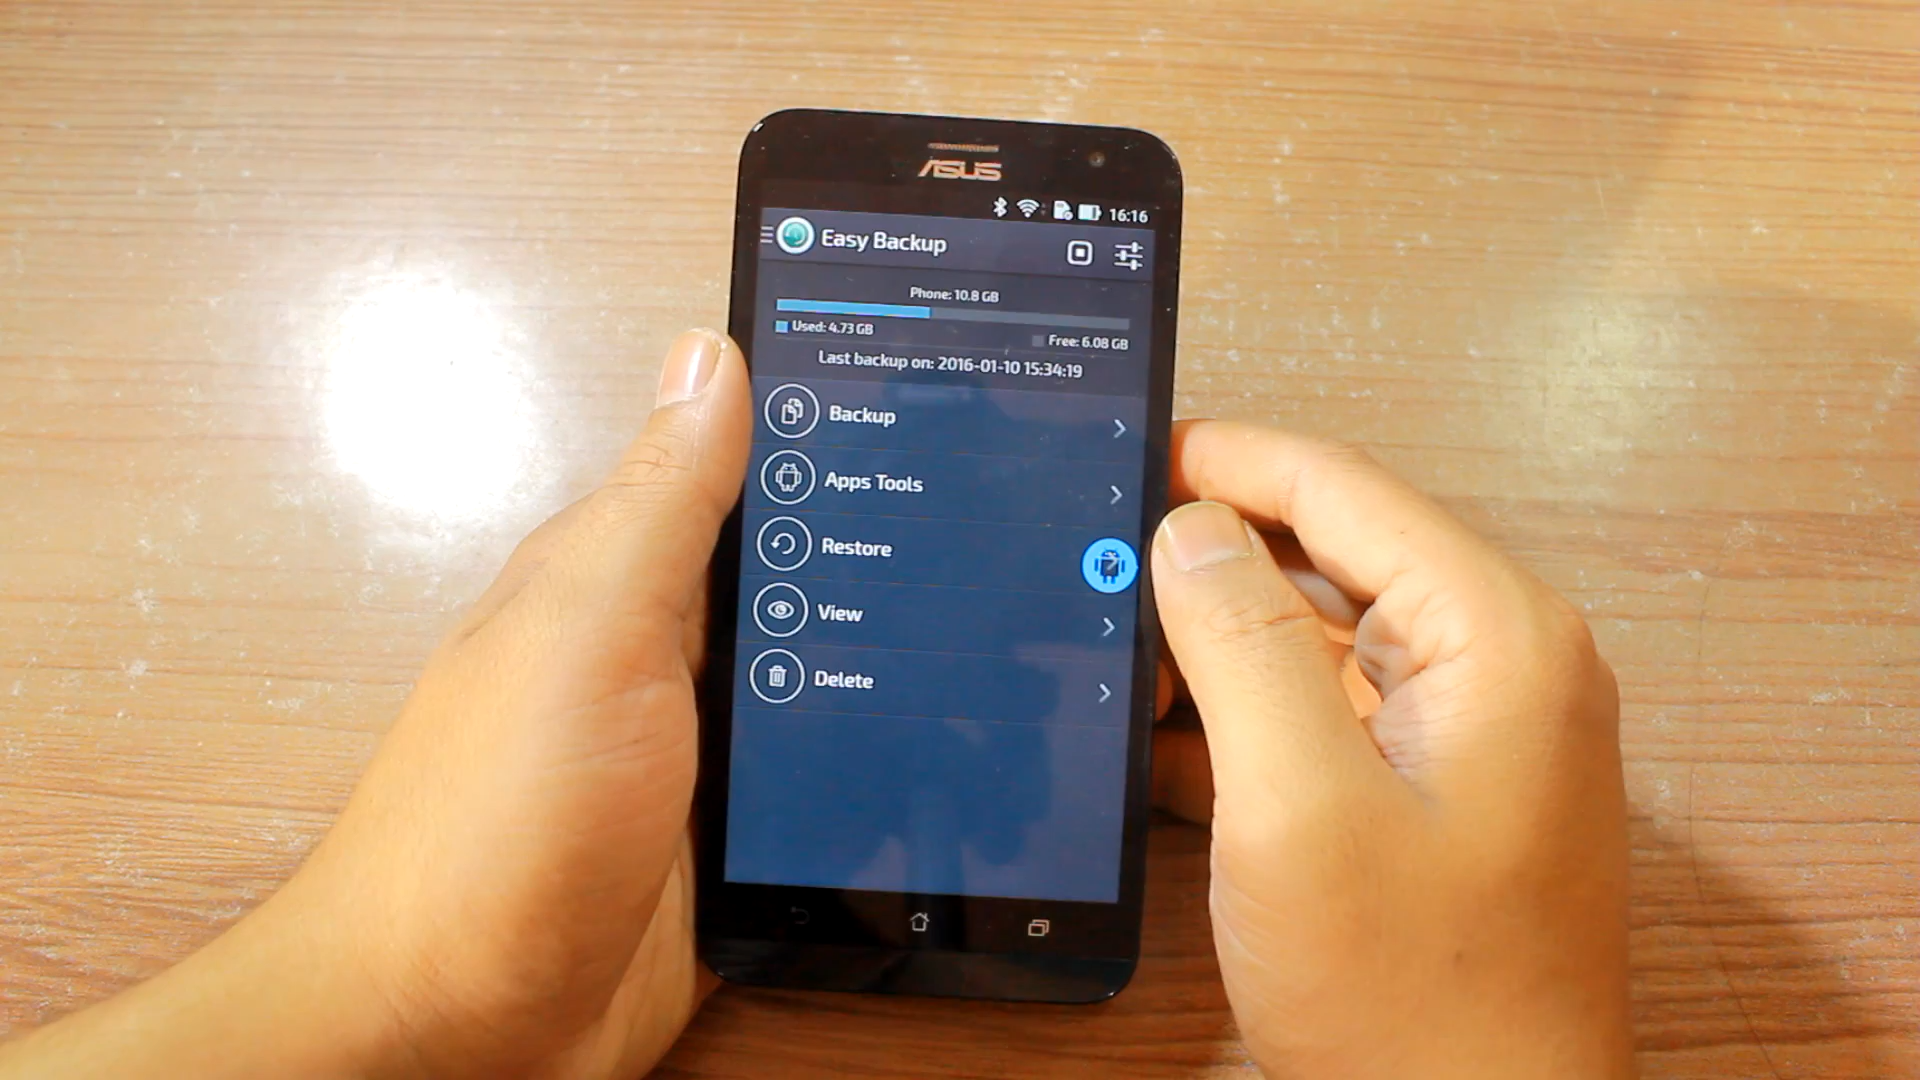 ASUS
16:16
Easy Backup
Phone: 10.8 GB
Used: 4.73 GB
Free: 6.08 GB
Last backup on: 2016-01-10 15:34:19
Backup
Apps Tools
Restore
View
Delete